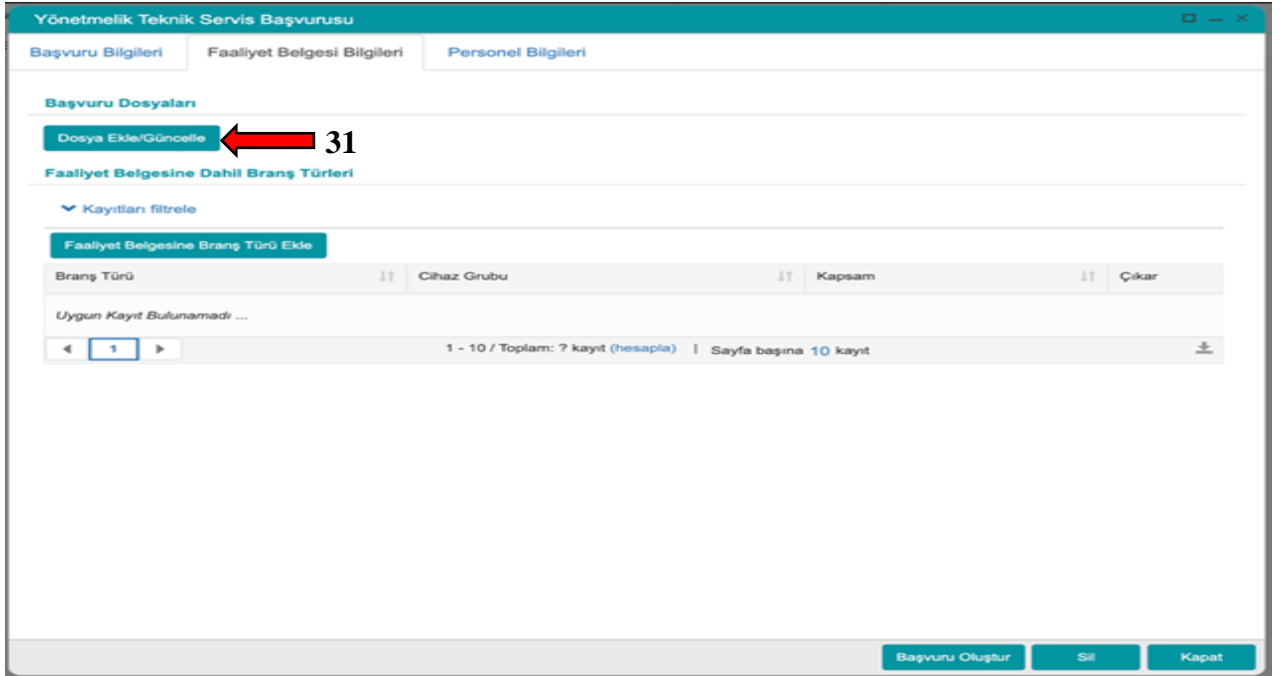 Yönetmelik Teknik Servis Başvurusu
Başvuru Bilgileri Faaliyet Belgesi Bilgileri Personel Bilgileri
Başvuru Dosyaları
Dosya Ekle/Güncelle 31
Faaliyet Belgesine Dahil Branş Türleri
Kayıtları filtrele
Faaliyet Belgesine Branş Türü Ekle
Branş Türü Cihaz Grubu Kapsam Çıkar
Uygun Kayıt Bulunamadı ...
1 1 - 10 / Toplam: ? kayıt (hesapla) | Sayfa başına 10 kayıt
Başvuru Oluştur Sil Kapat